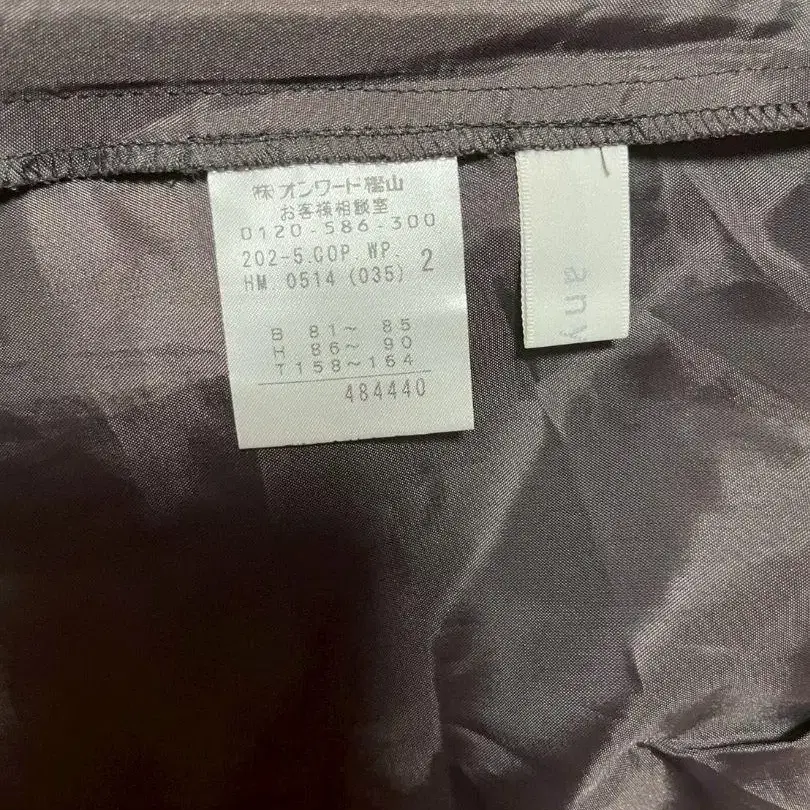 ㈱オンワード樫山
お客様相談室
0120-586-300
202-5.COP.WP.
HM.0514(035) 2
B 81～ 85
H 86～ 90
T158～164
484440
any